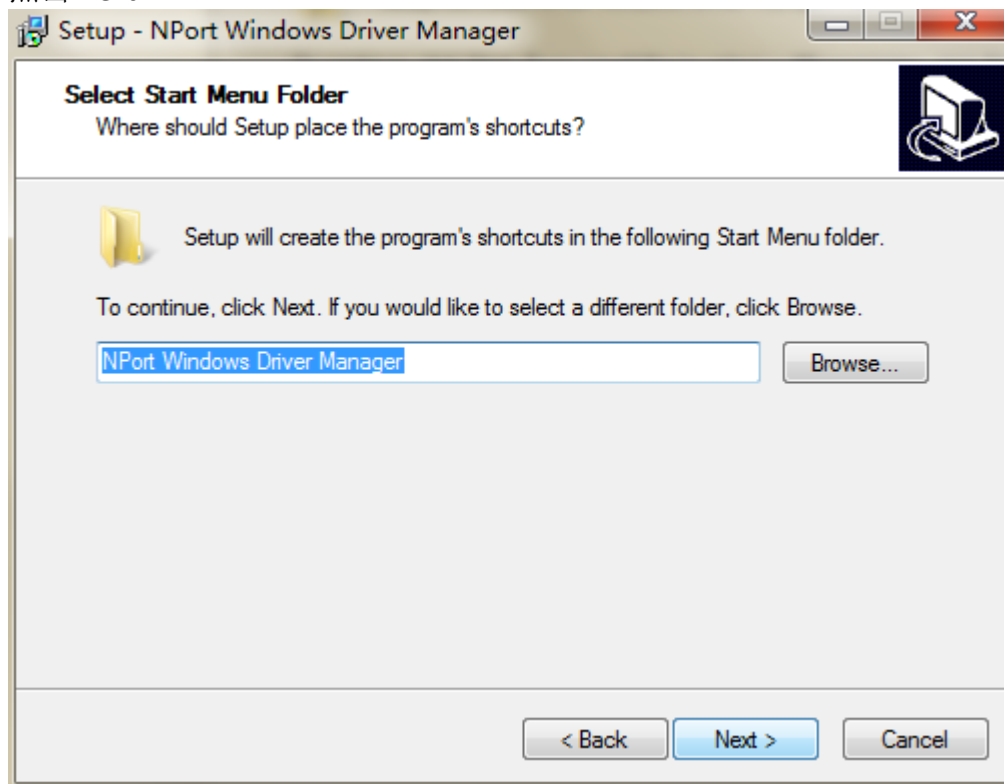 Setup - NPort Windows Driver Manager
Select Start Menu Folder
Where should Setup place the program's shortcuts?
Setup will create the program's shortcuts in the following Start Menu folder.
To continue, click Next. If you would like to select a different folder, click Browse.
NPort Windows Driver Manager
Browse...
< Back
Next >
Cancel